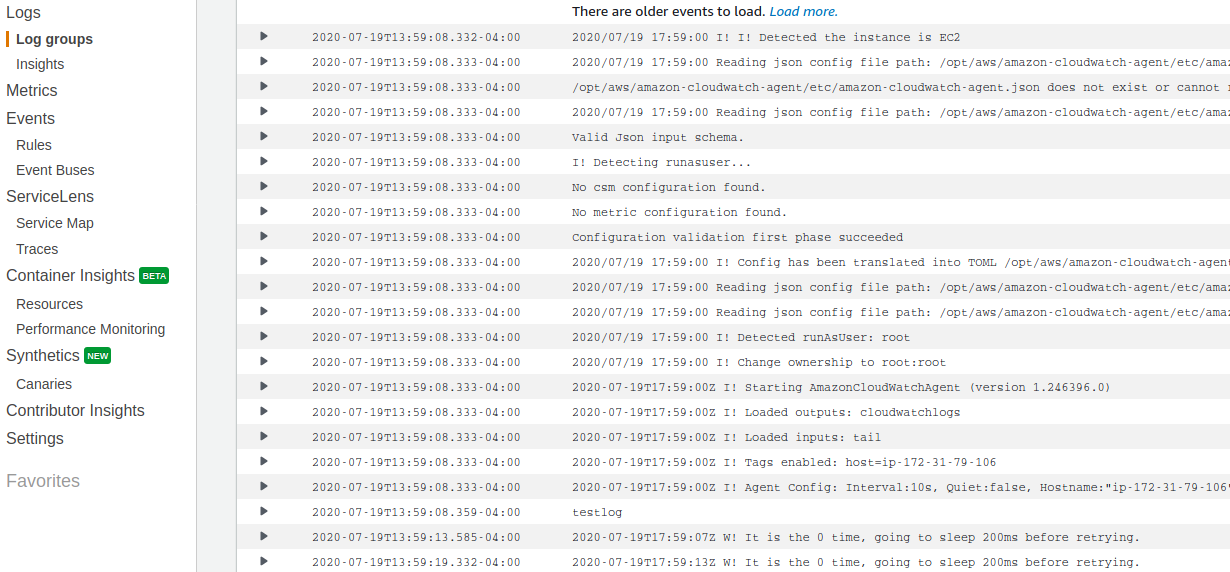 Logs
Log groups
Insights
Metrics
Events
Rules
Event Buses
ServiceLens
Service Map
Traces
Container Insights BETA
Resources
Performance Monitoring
Synthetics NEW
Canaries
Contributor Insights
Settings
Favorites
There are older events to load. Load more.
2020-07-19T13:59:08.332-04:00 2020/07/19 17:59:00 I! I! Detected the instance is EC2
2020-07-19T13:59:08.333-04:00 2020/07/19 17:59:00 Reading json config file path: /opt/aws/amazon-cloudwatch-agent/etc/amaz
2020-07-19T13:59:08.333-04:00 /opt/aws/amazon-cloudwatch-agent/etc/amazon-cloudwatch-agent.json does not exist or cannot r
2020-07-19T13:59:08.333-04:00 2020/07/19 17:59:00 Reading json config file path: /opt/aws/amazon-cloudwatch-agent/etc/amaz
2020-07-19T13:59:08.333-04:00 Valid Json input schema.
2020-07-19T13:59:08.333-04:00 I! Detecting runasuser...
2020-07-19T13:59:08.333-04:00 No csm configuration found.
2020-07-19T13:59:08.333-04:00 No metric configuration found.
2020-07-19T13:59:08.333-04:00 Configuration validation first phase succeeded
2020-07-19T13:59:08.333-04:00 2020/07/19 17:59:00 I! Config has been translated into TOML /opt/aws/amazon-cloudwatch-agent
2020-07-19T13:59:08.333-04:00 2020/07/19 17:59:00 Reading json config file path: /opt/aws/amazon-cloudwatch-agent/etc/amaz
2020-07-19T13:59:08.333-04:00 2020/07/19 17:59:00 Reading json config file path: /opt/aws/amazon-cloudwatch-agent/etc/amaz
2020-07-19T13:59:08.333-04:00 2020/07/19 17:59:00 I! Detected runAsUser: root
2020-07-19T13:59:08.333-04:00 2020/07/19 17:59:00 I! Change ownership to root:root
2020-07-19T13:59:08.333-04:00 2020-07-19T17:59:00Z I! Starting AmazonCloudWatchAgent (version 1.246396.0)
2020-07-19T13:59:08.333-04:00 2020-07-19T17:59:00Z I! Loaded outputs: cloudwatchlogs
2020-07-19T13:59:08.333-04:00 2020-07-19T17:59:00Z I! Loaded inputs: tail
2020-07-19T13:59:08.333-04:00 2020-07-19T17:59:00Z I! Tags enabled: host=ip-172-31-79-106
2020-07-19T13:59:08.333-04:00 2020-07-19T17:59:00Z I! Agent Config: Interval:10s, Quiet:false, Hostname:"ip-172-31-79-106"
2020-07-19T13:59:08.359-04:00 testlog
2020-07-19T13:59:13.585-04:00 2020-07-19T17:59:07Z W! It is the 0 time, going to sleep 200ms before retrying.
2020-07-19T13:59:19.332-04:00 2020-07-19T17:59:13Z W! It is the 0 time, going to sleep 200ms before retrying.